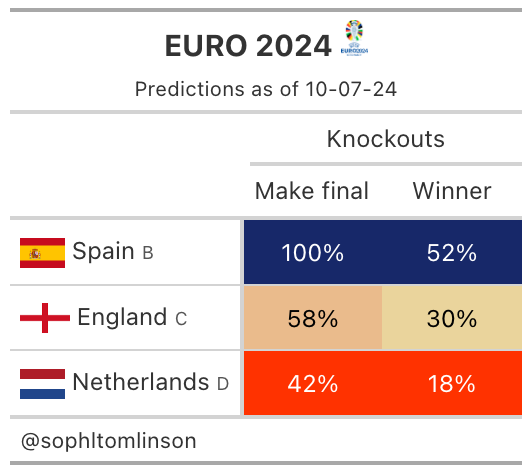 EURO 2024
EURO2024
Predictions as of 10-07-24
Knockouts
Make final Winner
Spain B 100% 52%
England C 58% 30%
Netherlands D 42% 18%
@sophltomlinson